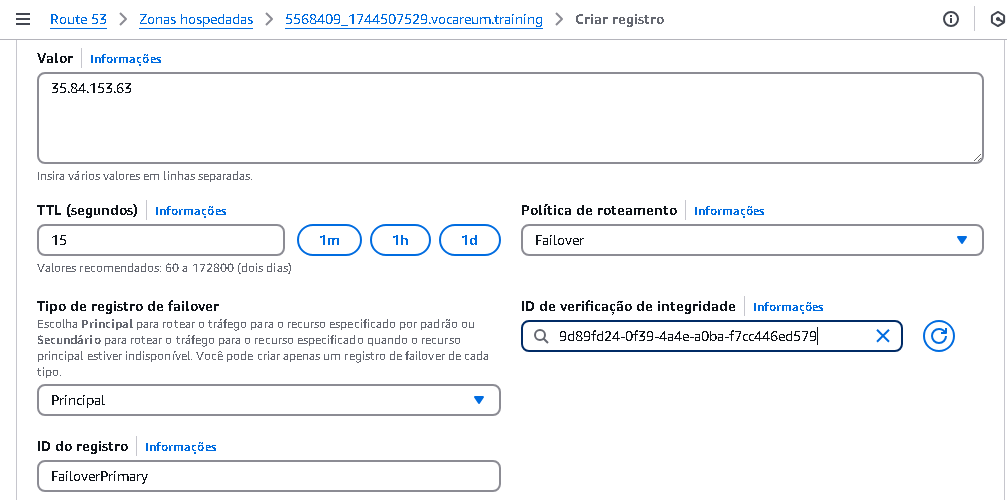 Route 53 > Zonas hospedadas > 5568409_1744507529.vocareum.training > Criar registro
Valor Informações
35.84.153.63
Insira vários valores em linhas separadas.
TTL (segundos) Informações
15 1m 1h 1d
Valores recomendados: 60 a 172800 (dois dias)
Política de roteamento Informações
Failover
Tipo de registro de failover
Escolha Principal para rotear o tráfego para o recurso especificado por padrão ou
Secundário para rotear o tráfego para o recurso especificado quando o recurso
principal estiver indisponível. Você pode criar apenas um registro de failover de cada
tipo.
Principal
ID de verificação de integridade Informações
9d89fd24-0f39-4a4e-a0ba-f7cc446ed579
ID do registro Informações
FailoverPrimary